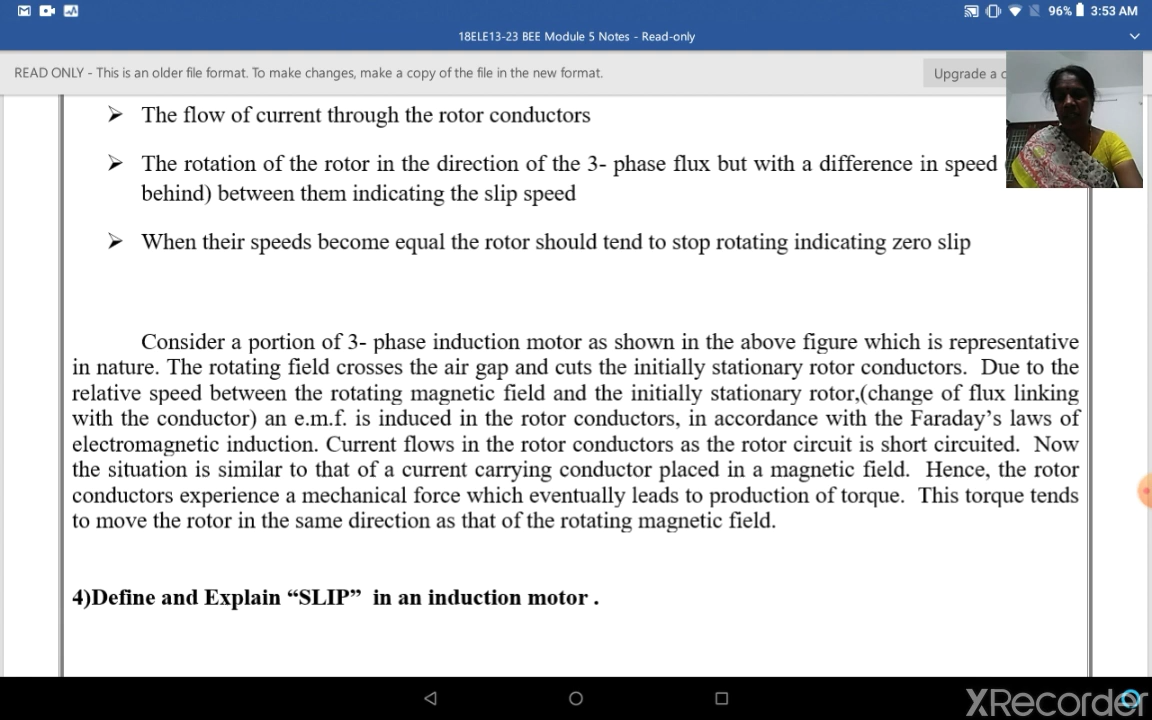 96% 3:53 AM
18ELE13-23 BEE Module 5 Notes - Read-only
READ ONLY - This is an older file format. To make changes, make a copy of the file in the new format.
Upgrade a c
The flow of current through the rotor conductors
The rotation of the rotor in the direction of the 3- phase flux but with a difference in speed
behind) between them indicating the slip speed
When their speeds become equal the rotor should tend to stop rotating indicating zero slip
Consider a portion of 3- phase induction motor as shown in the above figure which is representative
in nature. The rotating field crosses the air gap and cuts the initially stationary rotor conductors. Due to the
relative speed between the rotating magnetic field and the initially stationary rotor,(change of flux linking
with the conductor) an e.m.f. is induced in the rotor conductors, in accordance with the Faraday's laws of
electromagnetic induction. Current flows in the rotor conductors as the rotor circuit is short circuited. Now
the situation is similar to that of a current carrying conductor placed in a magnetic field. Hence, the rotor
conductors experience a mechanical force which eventually leads to production of torque. This torque tends
to move the rotor in the same direction as that of the rotating magnetic field.
4)Define and Explain “SLIP” in an induction motor .
XRecorder